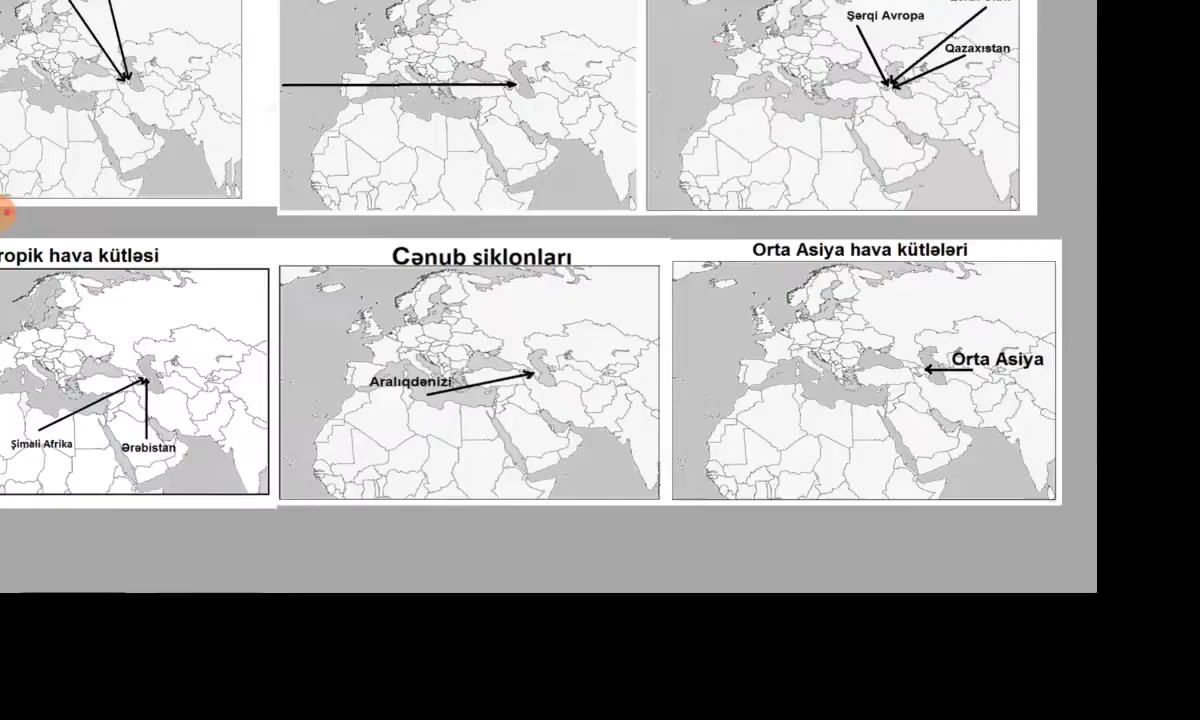 Şərqi Avropa
Qazaxıstan
ropik hava kütləsi
Cənub siklonları
Orta Asiya hava kütlələri
Orta Asiya
Aralıqdənizi
Şimali Afrika
Ərəbistan